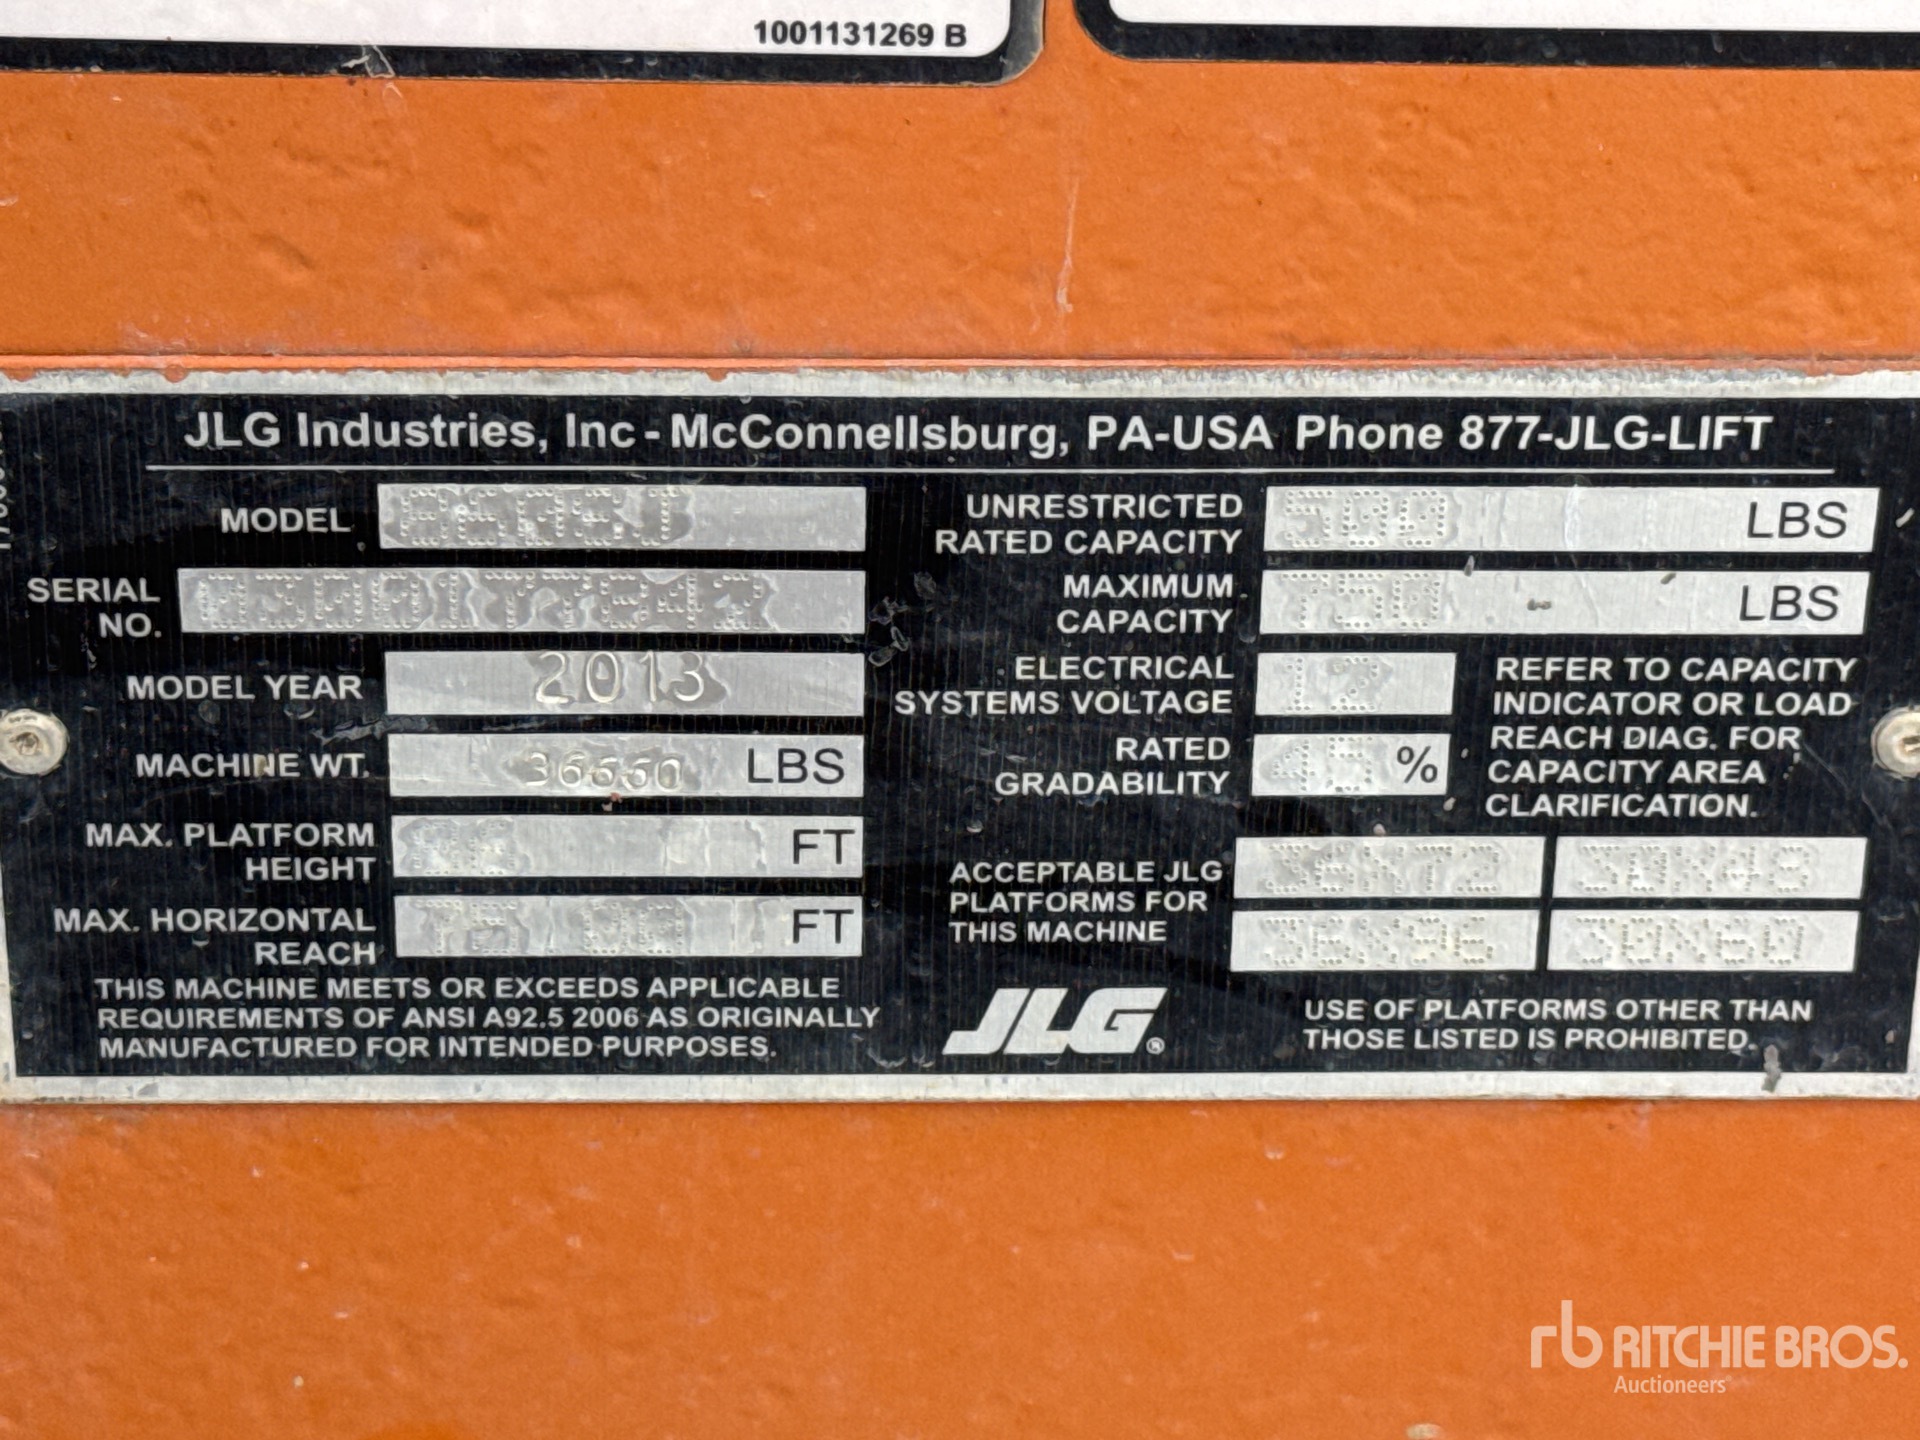 1001131269 B
JLG Industries, Inc - McConnellsburg, PA-USA Phone 877-JLG-LIFT
MODEL
SERIAL
NO.
MODEL YEAR 2013
MACHINE WT. 36660 LBS
MAX. PLATFORM
HEIGHT FT
MAX. HORIZONTAL
REACH FT
THIS MACHINE MEETS OR EXCEEDS APPLICABLE
REQUIREMENTS OF ANSI A92.5 2006 AS ORIGINALLY
MANUFACTURED FOR INTENDED PURPOSES.
UNRESTRICTED
RATED CAPACITY 500 LBS
MAXIMUM
CAPACITY 750 LBS
ELECTRICAL
SYSTEMS VOLTAGE 12
RATED
GRADABILITY 45 %
REFER TO CAPACITY
INDICATOR OR LOAD
REACH DIAG. FOR
CAPACITY AREA
CLARIFICATION.
ACCEPTABLE JLG
PLATFORMS FOR
THIS MACHINE
36X72
36X96
JLG ®
USE OF PLATFORMS OTHER THAN
THOSE LISTED IS PROHIBITED.
rb RITCHIE BROS.
Auctioneers